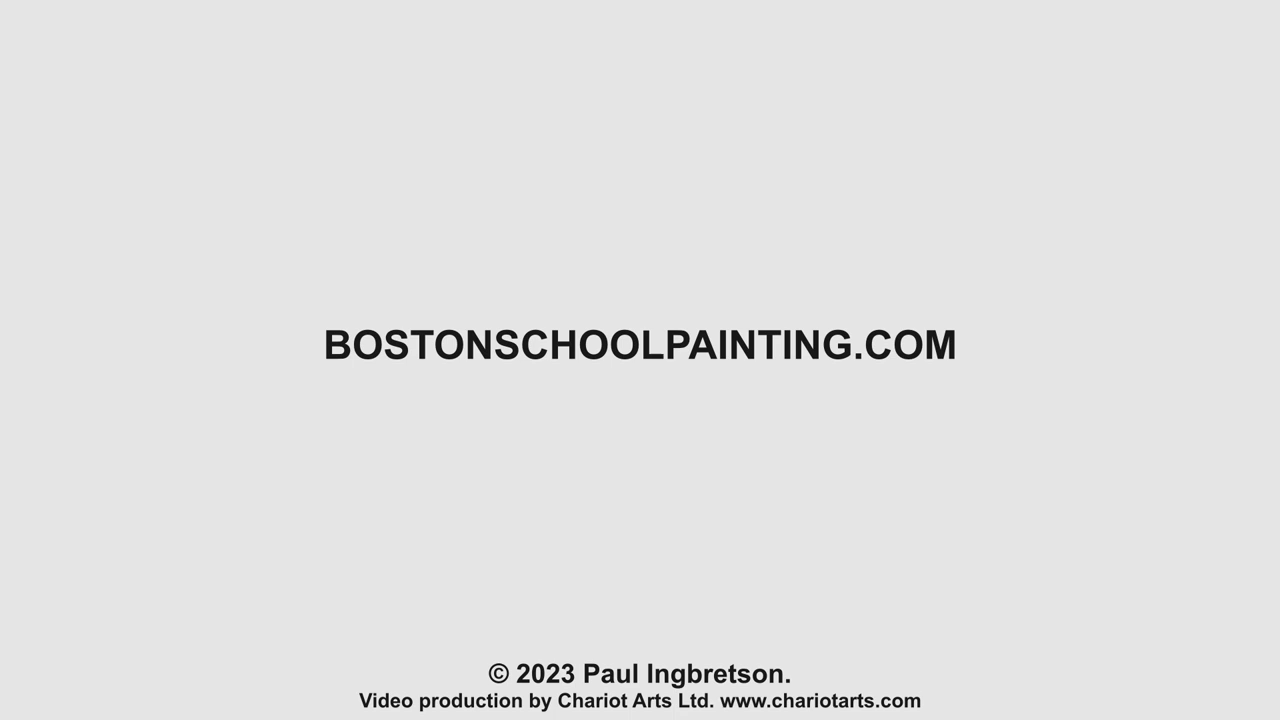 BOSTONSCHOOLPAINTING.COM
© 2023 Paul Ingbretson.
Video production by Chariot Arts Ltd. www.chariotarts.com